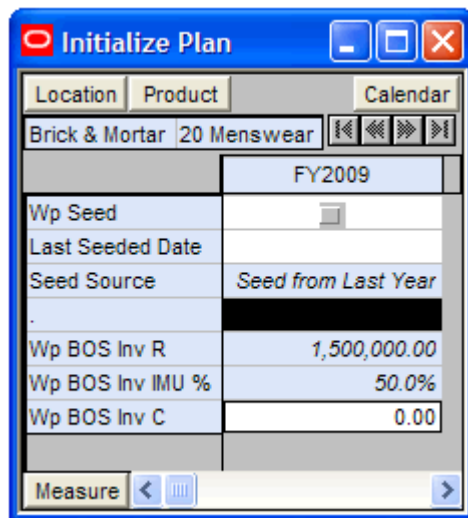 Initialize Plan
Location Product Calendar
Brick & Mortar 20 Menswear
FY2009
Wp Seed
Last Seeded Date
Seed Source Seed from Last Year
.
Wp BOS Inv R 1,500,000.00
Wp BOS Inv IMU % 50.0%
Wp BOS Inv C 0.00
Measure